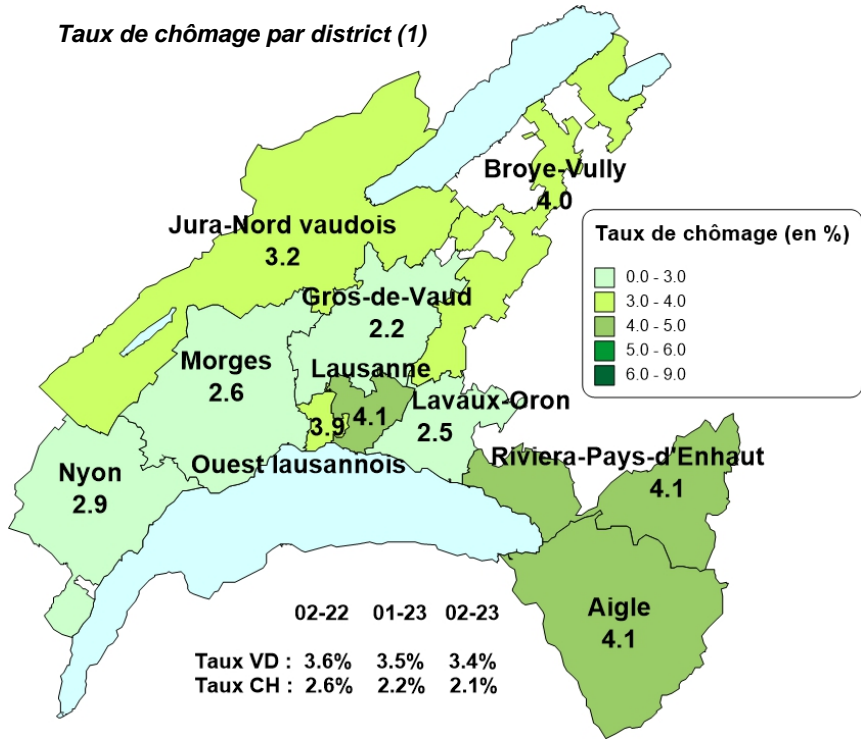 Taux de chômage par district (1)
Broye-Vully
4.0
Jura-Nord vaudois
3.2
Taux de chômage (en %)
0.0 - 3.0
3.0 - 4.0
4.0 - 5.0
5.0 - 6.0
6.0 - 9.0
Gros-de-Vaud
2.2
Morges
2.6
Lausanne
4.1
3.9
Ouest lausannois
Lavaux-Oron
2.5
Nyon
2.9
Riviera-Pays-d'Enhaut
4.1
Aigle
4.1
02-22 01-23 02-23
Taux VD : 3.6% 3.5% 3.4%
Taux CH : 2.6% 2.2% 2.1%